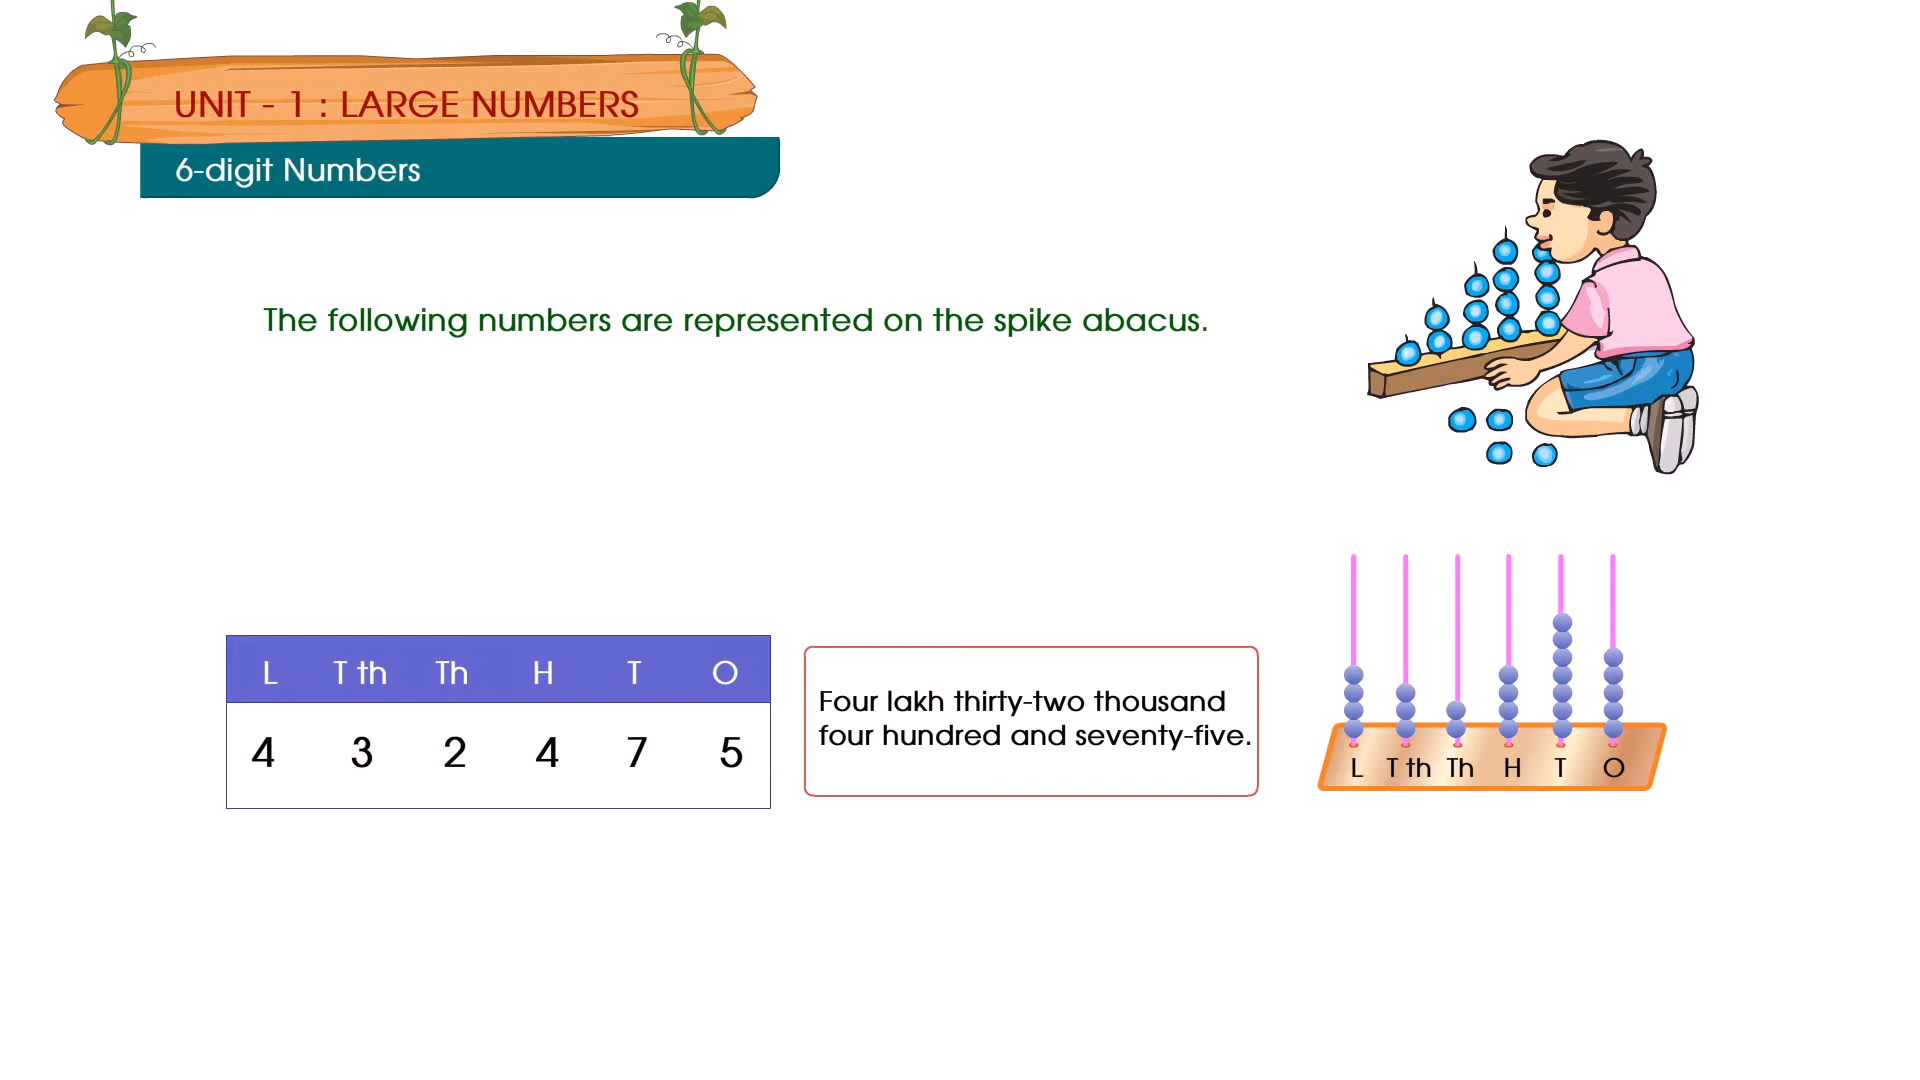 UNIT - 1 : LARGE NUMBERS
6-digit Numbers
The following numbers are represented on the spike abacus.
L T th Th H T O
4 3 2 4 7 5
Four lakh thirty-two thousand
four hundred and seventy-five.
L T th Th H T O